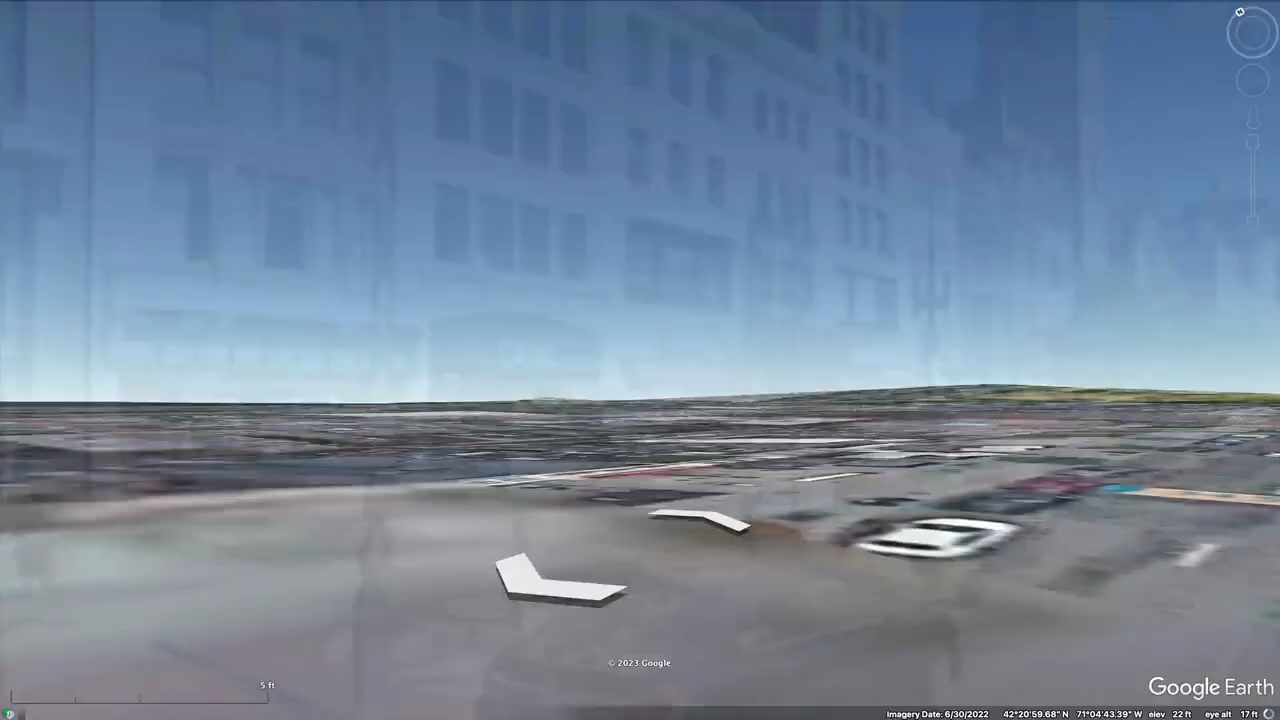 N
5 ft
© 2023 Google
Google Earth
Imagery Date: 6/30/2022 42°20'59.68" N 71°04'43.39" W elev 22 ft eye alt 17 ft